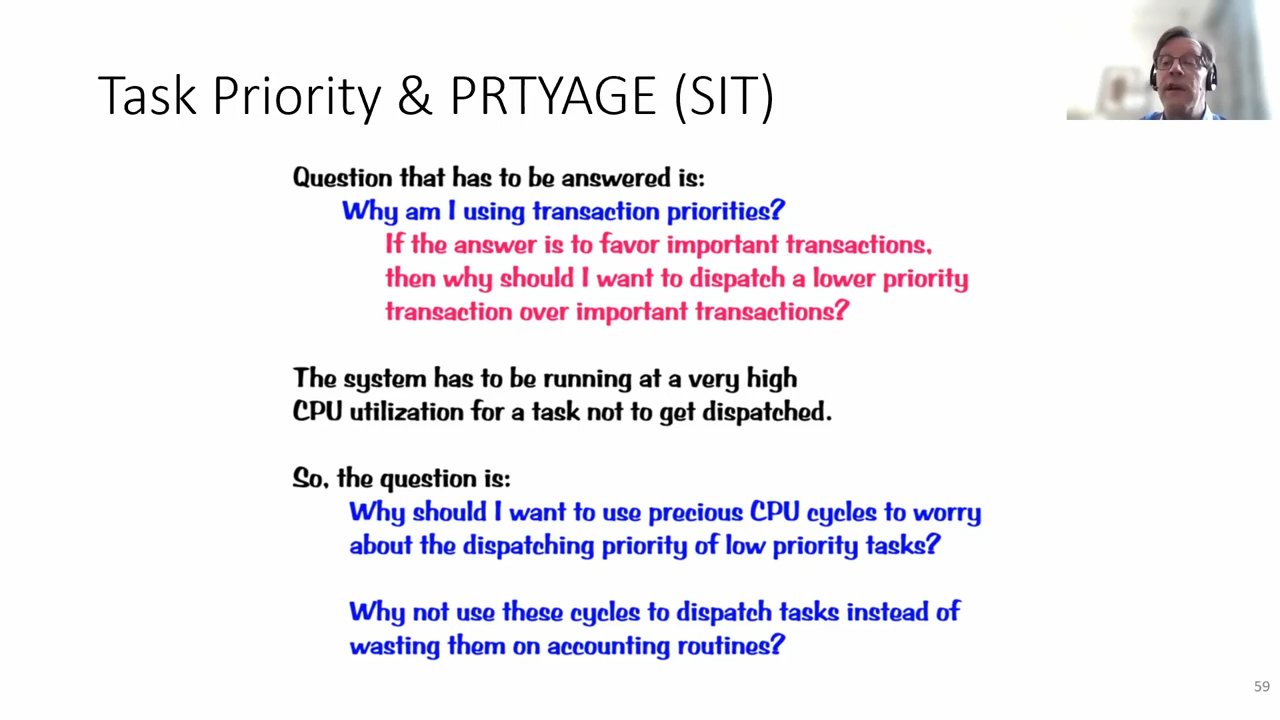 Task Priority & PRTYAGE (SIT)
Question that has to be answered is:
Why am I using transaction priorities?
If the answer is to favor important transactions,
then why should I want to dispatch a lower priority
transaction over important transactions?
The system has to be running at a very high
CPU utilization for a task not to get dispatched.
So, the question is:
Why should I want to use precious CPU cycles to worry
about the dispatching priority of low priority tasks?
Why not use these cycles to dispatch tasks instead of
wasting them on accounting routines?
59